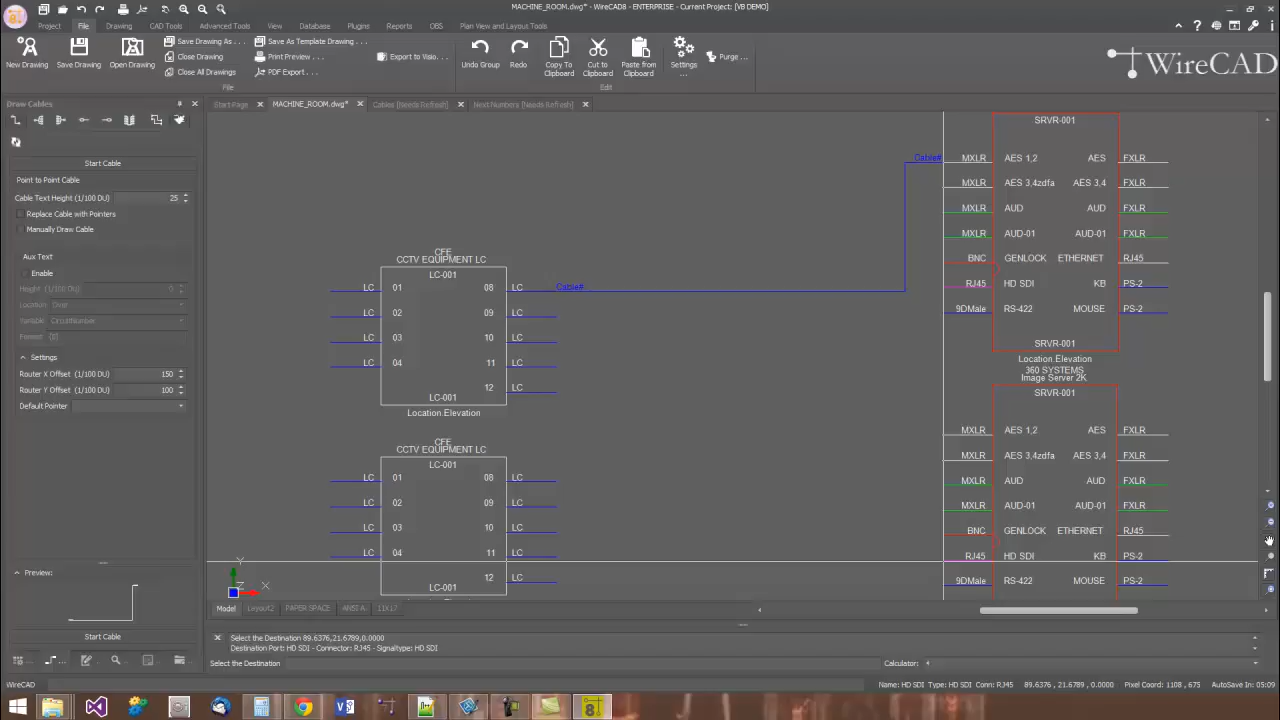 MACHINE_ROOM.dwg* - WireCAD8 - ENTERPRISE - Current Project: [VB DEMO]
Project File Drawing CAD Tools Advanced Tools View Database Plugins Reports OBS Plan View and Layout Tools
New Drawing Save Drawing Open Drawing
Save Drawing As . . .
Close Drawing
Close All Drawings
Save As Template Drawing . . .
Print Preview . . .
PDF Export . . .
Export to Visio. . .
File
Undo Group Redo Copy To Clipboard Cut to Clipboard Paste from Clipboard
Settings ...
Purge ...
Edit
WireCAD
Draw Cables
Start Page MACHINE_ROOM.dwg* Cables [Needs Refresh] Next Numbers [Needs Refresh]
Start Cable
Point to Point Cable
Cable Text Height (1/100 DU) 25
Replace Cable with Pointers
Manually Draw Cable
Aux Text
Enable
Height (1/100 DU) 0
Location Over
Variable CircuitNumber
Format {0}
Settings
Router X Offset (1/100 DU) 150
Router Y Offset (1/100 DU) 100
Default Pointer
Preview:
Start Cable
CFE
CCTV EQUIPMENT LC
LC-001
LC 01 08 LC Cable#
LC 02 09 LC
LC 03 10 LC
LC 04 11 LC
12 LC
LC-001
Location.Elevation
CFE
CCTV EQUIPMENT LC
LC-001
LC 01 08 LC
LC 02 09 LC
LC 03 10 LC
LC 04 11 LC
12 LC
LC-001
SRVR-001
Cable# MXLR AES 1,2 AES FXLR
MXLR AES 3,4zdfa AES 3,4 FXLR
MXLR AUD AUD FXLR
MXLR AUD-01 AUD-01 FXLR
BNC GENLOCK ETHERNET RJ45
RJ45 HD SDI KB PS-2
9DMale RS-422 MOUSE PS-2
SRVR-001
Location.Elevation
360 SYSTEMS
Image Server 2K
SRVR-001
MXLR AES 1,2 AES FXLR
MXLR AES 3,4zdfa AES 3,4 FXLR
MXLR AUD AUD FXLR
MXLR AUD-01 AUD-01 FXLR
BNC GENLOCK ETHERNET RJ45
RJ45 HD SDI KB PS-2
9DMale RS-422 MOUSE PS-2
Y
Z X
Model Layout2 PAPER SPACE ANSI A 11X17
Select the Destination 89.6376,21.6789,0.0000
Destination Port: HD SDI - Connector: RJ45 - Signaltype: HD SDI
Select the Destination Calculator:
WireCAD Name: HD SDI Type: HD SDI Conn: RJ45 89.6376 , 21.6789 , 0.0000 Pixel Coord: 1108 , 675 AutoSave In: 05:09